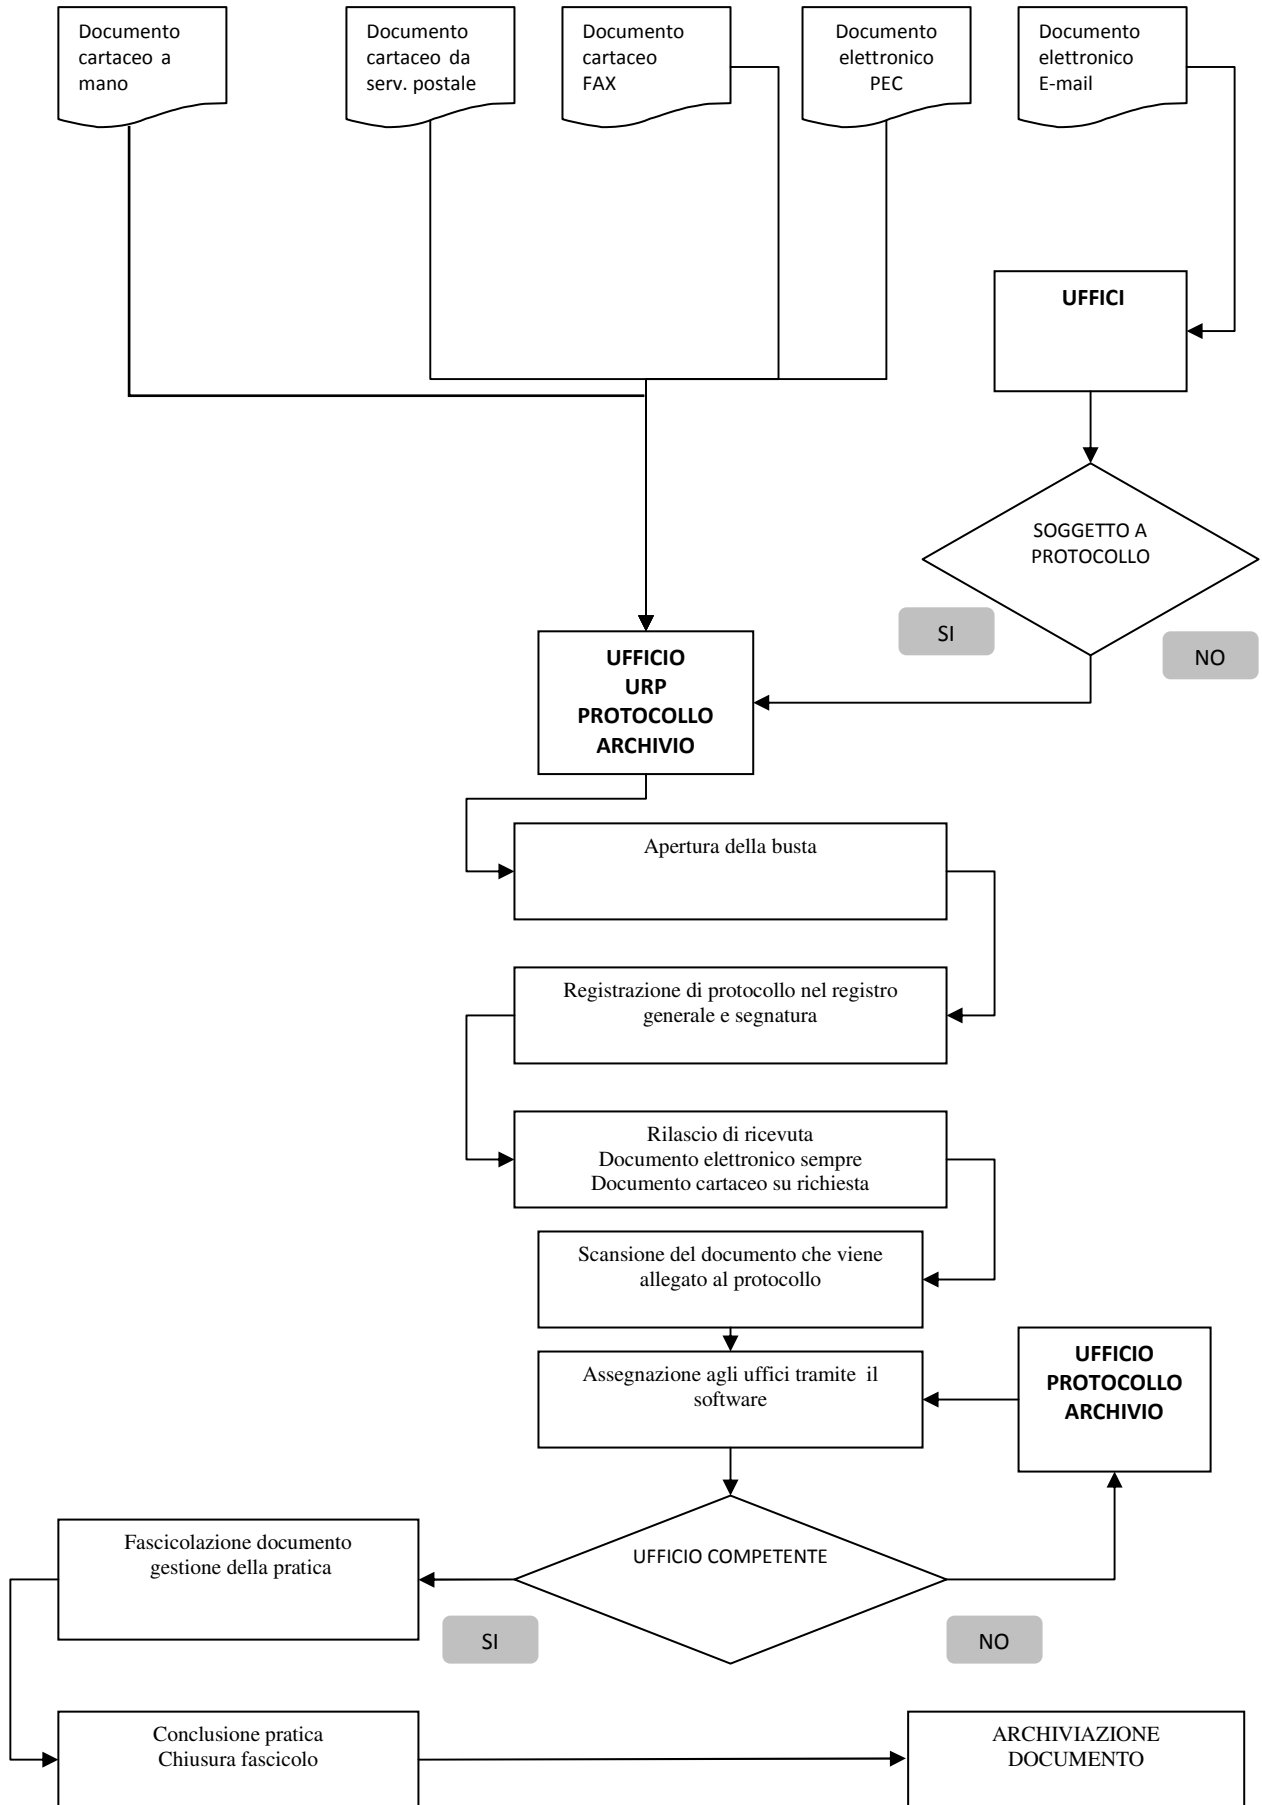 Documento
cartaceo a
mano
Documento
cartaceo da
serv. postale
Documento
cartaceo
FAX
Documento
elettronico
PEC
Documento
elettronico
E-mail
UFFICI
SOGGETTO A
PROTOCOLLO
SI
NO
UFFICIO
URP
PROTOCOLLO
ARCHIVIO
Apertura della busta
Registrazione di protocollo nel registro
generale e segnatura
Rilascio di ricevuta
Documento elettronico sempre
Documento cartaceo su richiesta
Scansione del documento che viene
allegato al protocollo
Assegnazione agli uffici tramite il
software
UFFICIO
PROTOCOLLO
ARCHIVIO
Fascicolazione documento
gestione della pratica
UFFICIO COMPETENTE
SI
NO
Conclusione pratica
Chiusura fascicolo
ARCHIVIAZIONE
DOCUMENTO